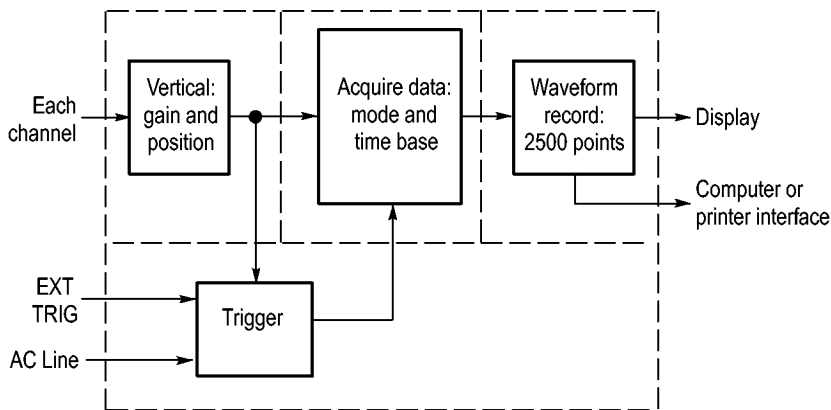 Each
channel
Vertical:
gain and
position
Acquire data:
mode and
time base
Waveform
record:
2500 points
Display
Computer or
printer interface
EXT
TRIG
Trigger
AC Line